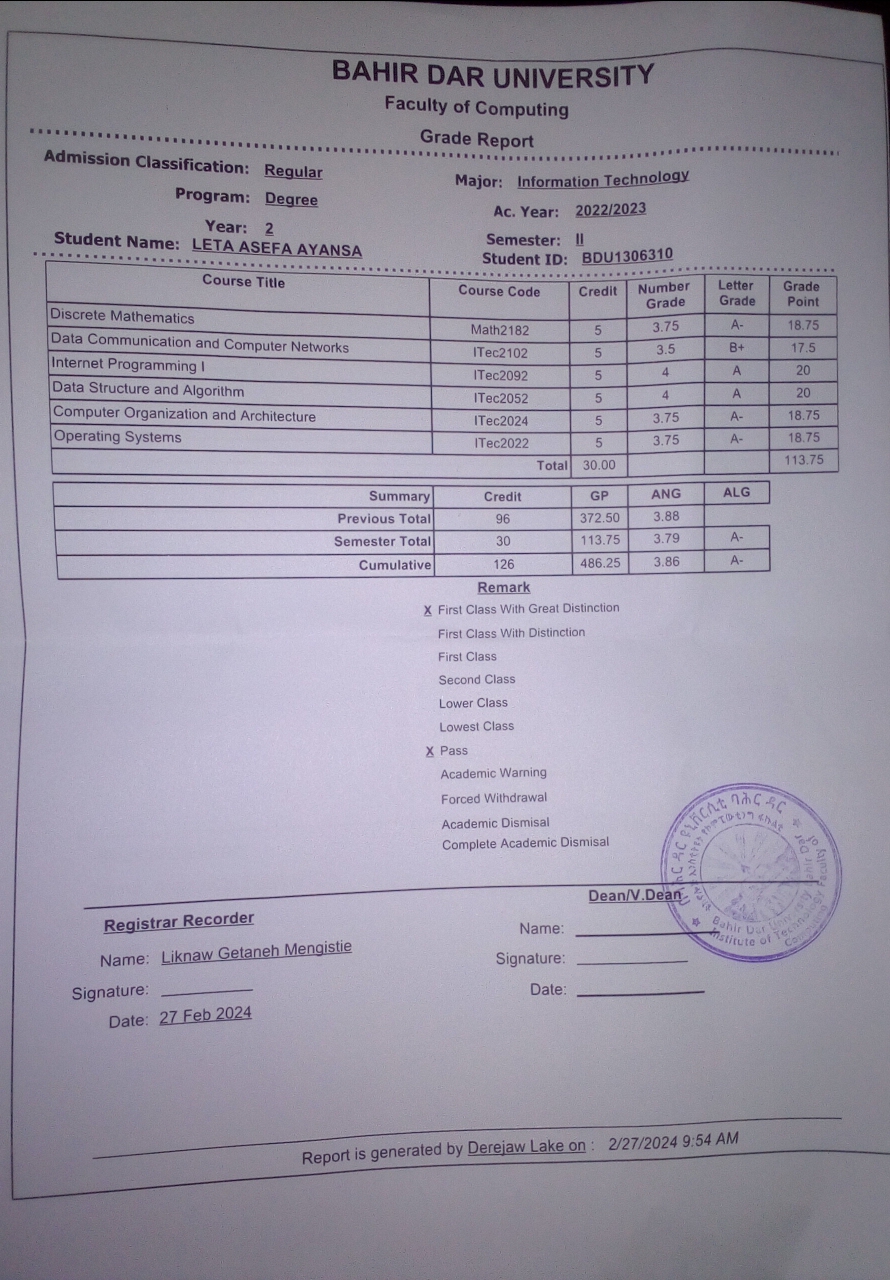 BAHIR DAR UNIVERSITY
Faculty of Computing
Grade Report
Admission Classification: Regular
Major: Information Technology
Program: Degree
Ac. Year: 2022/2023
Year: 2
Semester: II
Student Name: LETA ASEFA AYANSA
Student ID: BDU1306310
Course Title Course Code Credit Number Grade Letter Grade Grade Point
Discrete Mathematics Math2182 5 3.75 A- 18.75
Data Communication and Computer Networks ITec2102 5 3.5 B+ 17.5
Internet Programming I ITec2092 5 4 A 20
Data Structure and Algorithm ITec2052 5 4 A 20
Computer Organization and Architecture ITec2024 5 3.75 A- 18.75
Operating Systems ITec2022 5 3.75 A- 18.75
Total 30.00 113.75
Summary Credit GP ANG ALG
Previous Total 96 372.50 3.88
Semester Total 30 113.75 3.79 A-
Cumulative 126 486.25 3.86 A-
Remark
X First Class With Great Distinction
First Class With Distinction
First Class
Second Class
Lower Class
Lowest Class
X Pass
Academic Warning
Forced Withdrawal
Academic Dismisal
Complete Academic Dismisal
Registrar Recorder
Name: Liknaw Getaneh Mengistie
Signature:
Date: 27 Feb 2024
Dean/V.Dean
Name:
Signature:
Date:
ባሕር ዳር
Bahir Dar University
Institute of Technology
Faculty of
Report is generated by Derejaw Lake on : 2/27/2024 9:54 AM